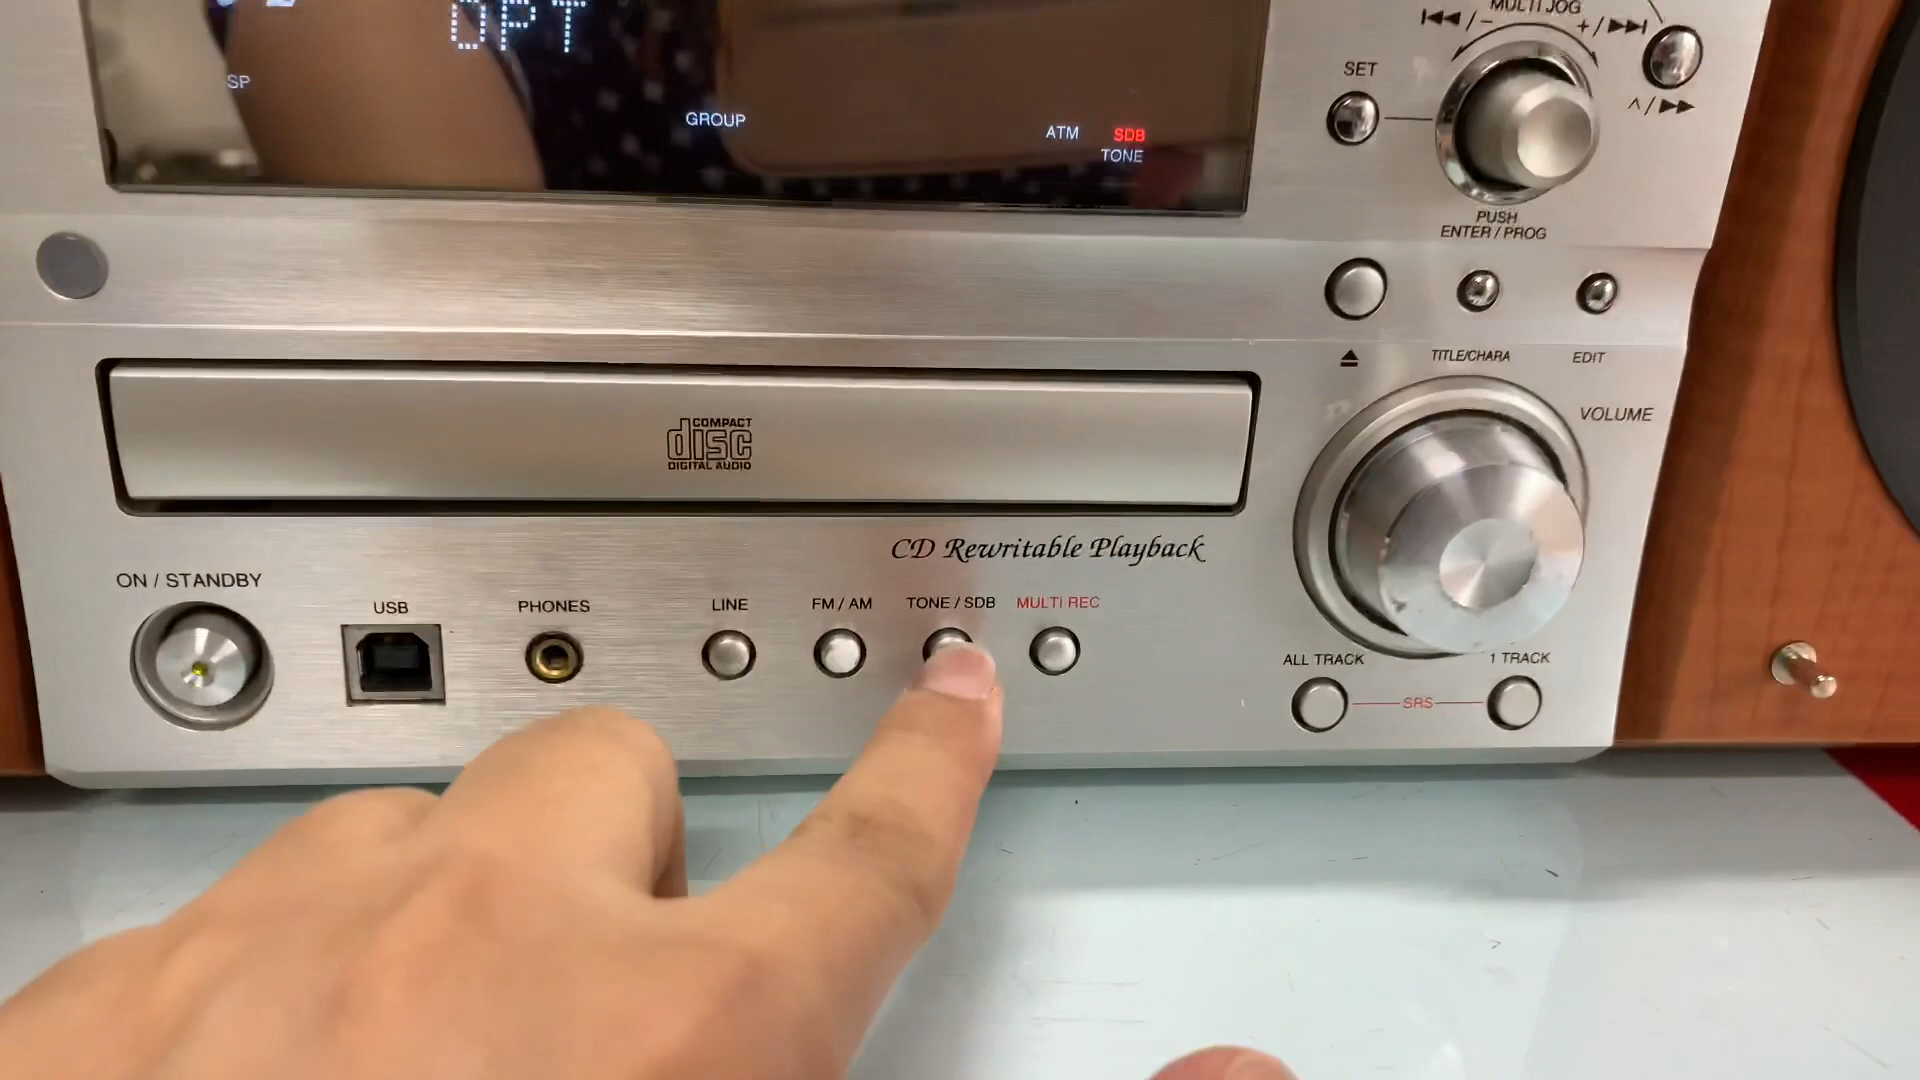 OPT
SP
GROUP
ATM
SDB
TONE
MULTI JOG
- +
SET
PUSH
ENTER / PROG
TITLE/CHARA
EDIT
VOLUME
COMPACT
disc
DIGITAL AUDIO
CD Rewritable Playback
ON / STANDBY
USB
PHONES
LINE
FM / AM
TONE / SDB
MULTI REC
ALL TRACK
1 TRACK
SRS